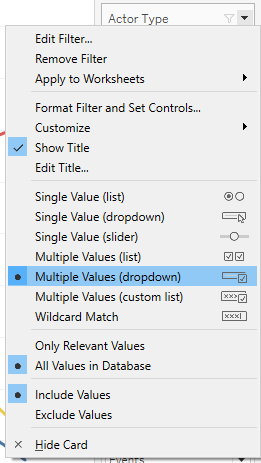 Actor Type
Edit Filter...
Remove Filter
Apply to Worksheets
Format Filter and Set Controls...
Customize
Show Title
Edit Title...
Single Value (list)
Single Value (dropdown)
Single Value (slider)
Multiple Values (list)
Multiple Values (dropdown)
Multiple Values (custom list)
Wildcard Match
Only Relevant Values
All Values in Database
Include Values
Exclude Values
Hide Card
Events